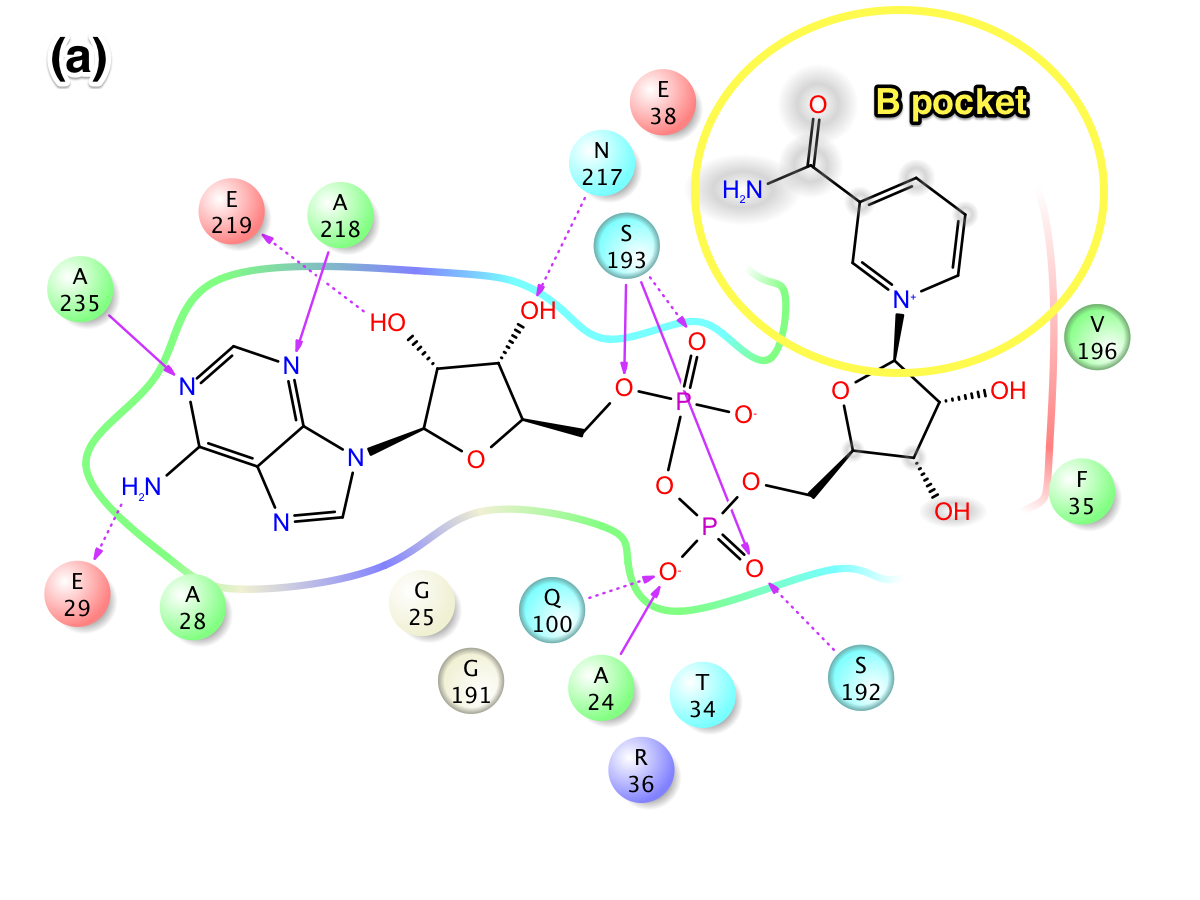 (a)
B pocket
E
38
N
217
O
H₂N
N⁺
E
219
A
218
S
193
A
235
HO
OH
O
V
196
N
N
O
P
O⁻
O
OH
N
O
H₂N
N
O
O
OH
F
35
P
O⁻
O
E
29
A
28
G
25
Q
100
G
191
A
24
T
34
S
192
R
36